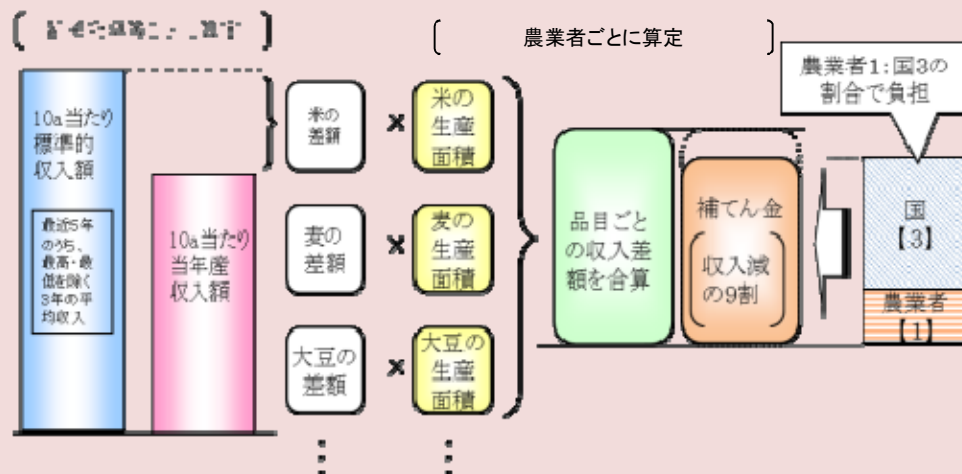 農業者ごとに算定
農業者1:国3の
割合で負担
10a当たり
標準的
収入額
最近5年
のうち、
最高・最
低を除く
3年の平
均収入
10a当たり
当年産
収入額
米の
差額
×
米の
生産
面積
麦の
差額
×
麦の
生産
面積
大豆の
差額
×
大豆の
生産
面積
品目ごと
の収入差
額を合算
補てん金
収入減
の9割
国
【3】
農業者
【1】